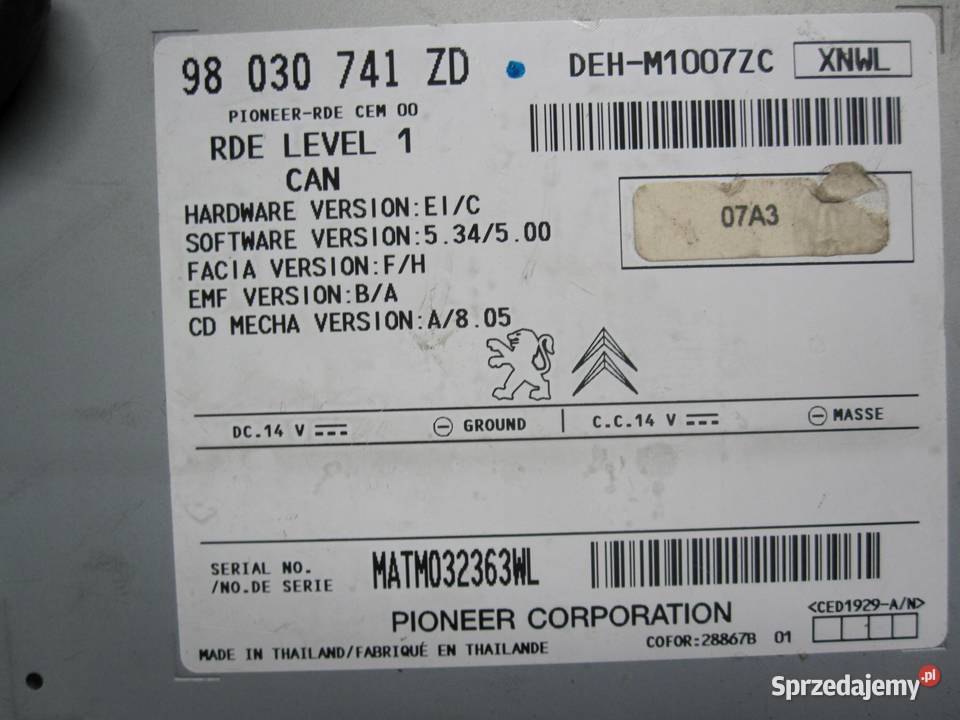 98 030 741 ZD DEH-M1007ZC XNWL
PIONEER-RDE CEM 00
RDE LEVEL 1
CAN
HARDWARE VERSION:EI/C
SOFTWARE VERSION:5.34/5.00
FACIA VERSION:F/H
EMF VERSION:B/A
CD MECHA VERSION:A/8.05
07A3
DC.14 V GROUND C.C.14 V MASSE
SERIAL NO.
/NO.DE SERIE
MATM032363WL
PIONEER CORPORATION
<CED1929-A/N>
MADE IN THAILAND/FABRIQUÉ EN THAILANDE
COFOR:28867B 01
Sprzedajemy.pl